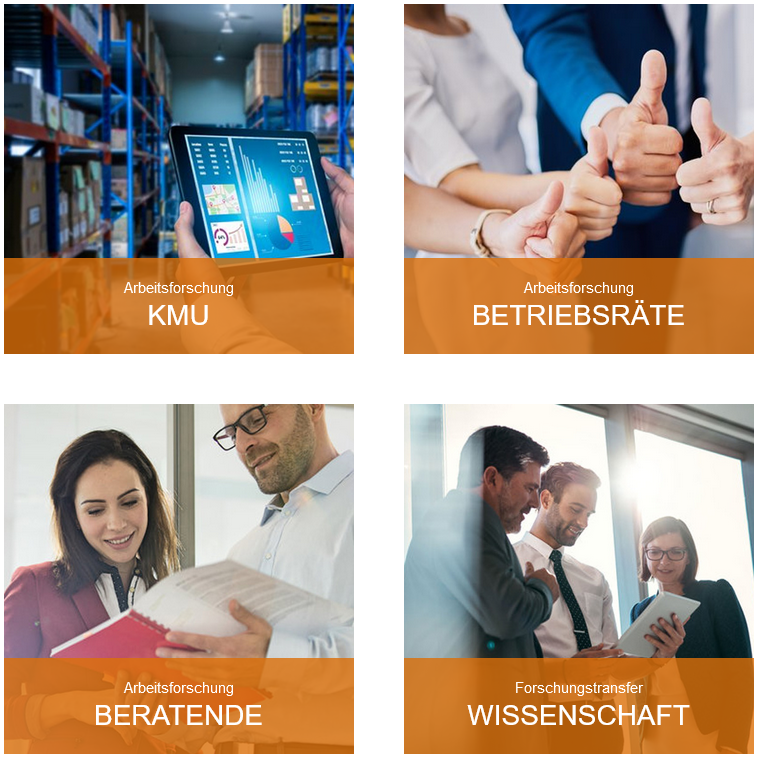 Arbeitsforschung
KMU
Arbeitsforschung
BETRIEBSRÄTE
Arbeitsforschung
BERATENDE
Forschungstransfer
WISSENSCHAFT